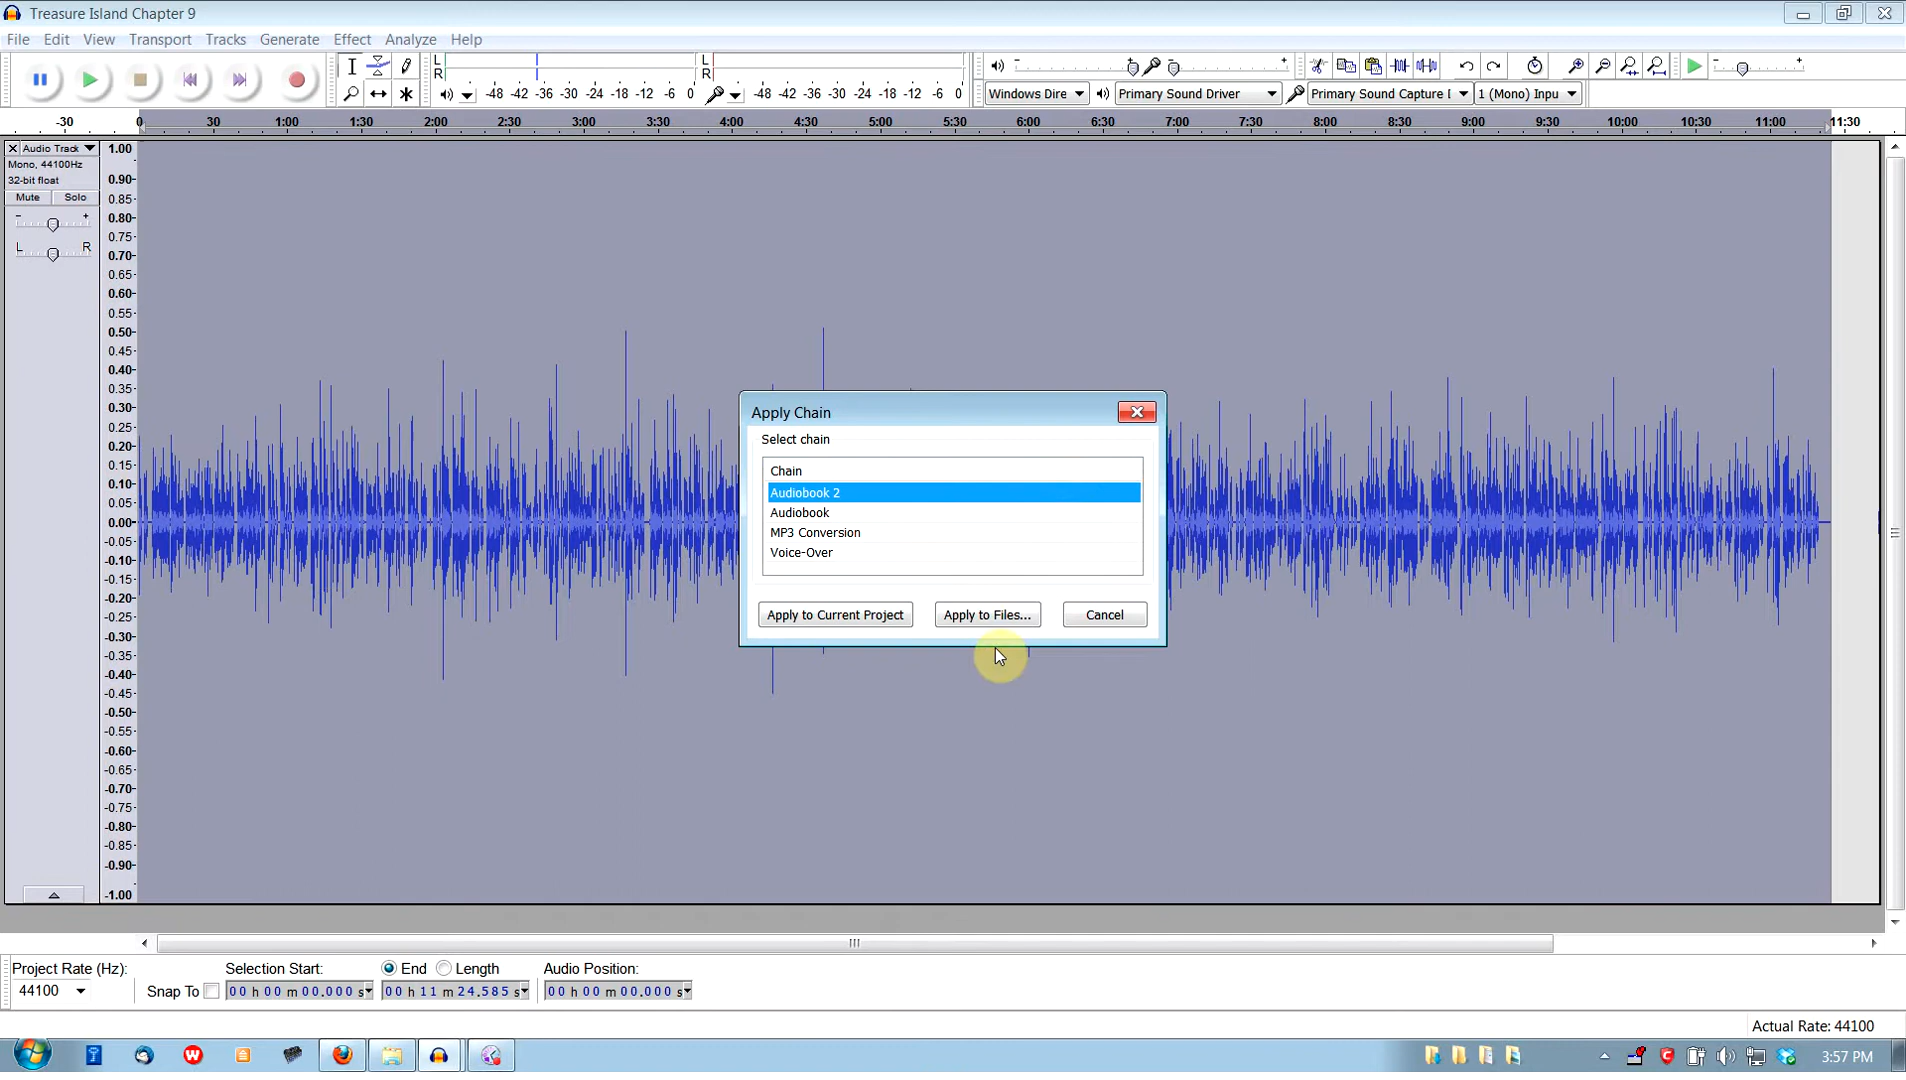 Treasure Island Chapter 9
File Edit View Transport Tracks Generate Effect Analyze Help
L
R
-48 -42 -36 -30 -24 -18 -12 -6 0
L
R
-48 -42 -36 -30 -24 -18 -12 -6 0
Windows Dire
Primary Sound Driver
Primary Sound Capture
1 (Mono) Inpu
-30 0 30 1:00 1:30 2:00 2:30 3:00 3:30 4:00 4:30 5:00 5:30 6:00 6:30 7:00 7:30 8:00 8:30 9:00 9:30 10:00 10:30 11:00 11:30
Audio Track
Mono, 44100Hz
32-bit float
Mute Solo
- +
L R
1.00
0.90
0.85
0.80
0.75
0.70
0.65
0.60
0.55
0.50
0.45
0.40
0.35
0.30
0.25
0.20
0.15
0.10
0.05
0.00
-0.05
-0.10
-0.15
-0.20
-0.25
-0.30
-0.35
-0.40
-0.45
-0.50
-0.55
-0.60
-0.65
-0.70
-0.75
-0.80
-0.85
-0.90
-1.00
Apply Chain
Select chain
Chain
Audiobook 2
Audiobook
MP3 Conversion
Voice-Over
Apply to Current Project Apply to Files... Cancel
Project Rate (Hz): Selection Start: End Length Audio Position:
44100 Snap To 00 h 00 m 00.000 s 00 h 11 m 24.585 s 00 h 00 m 00.000 s
Actual Rate: 44100
3:57 PM